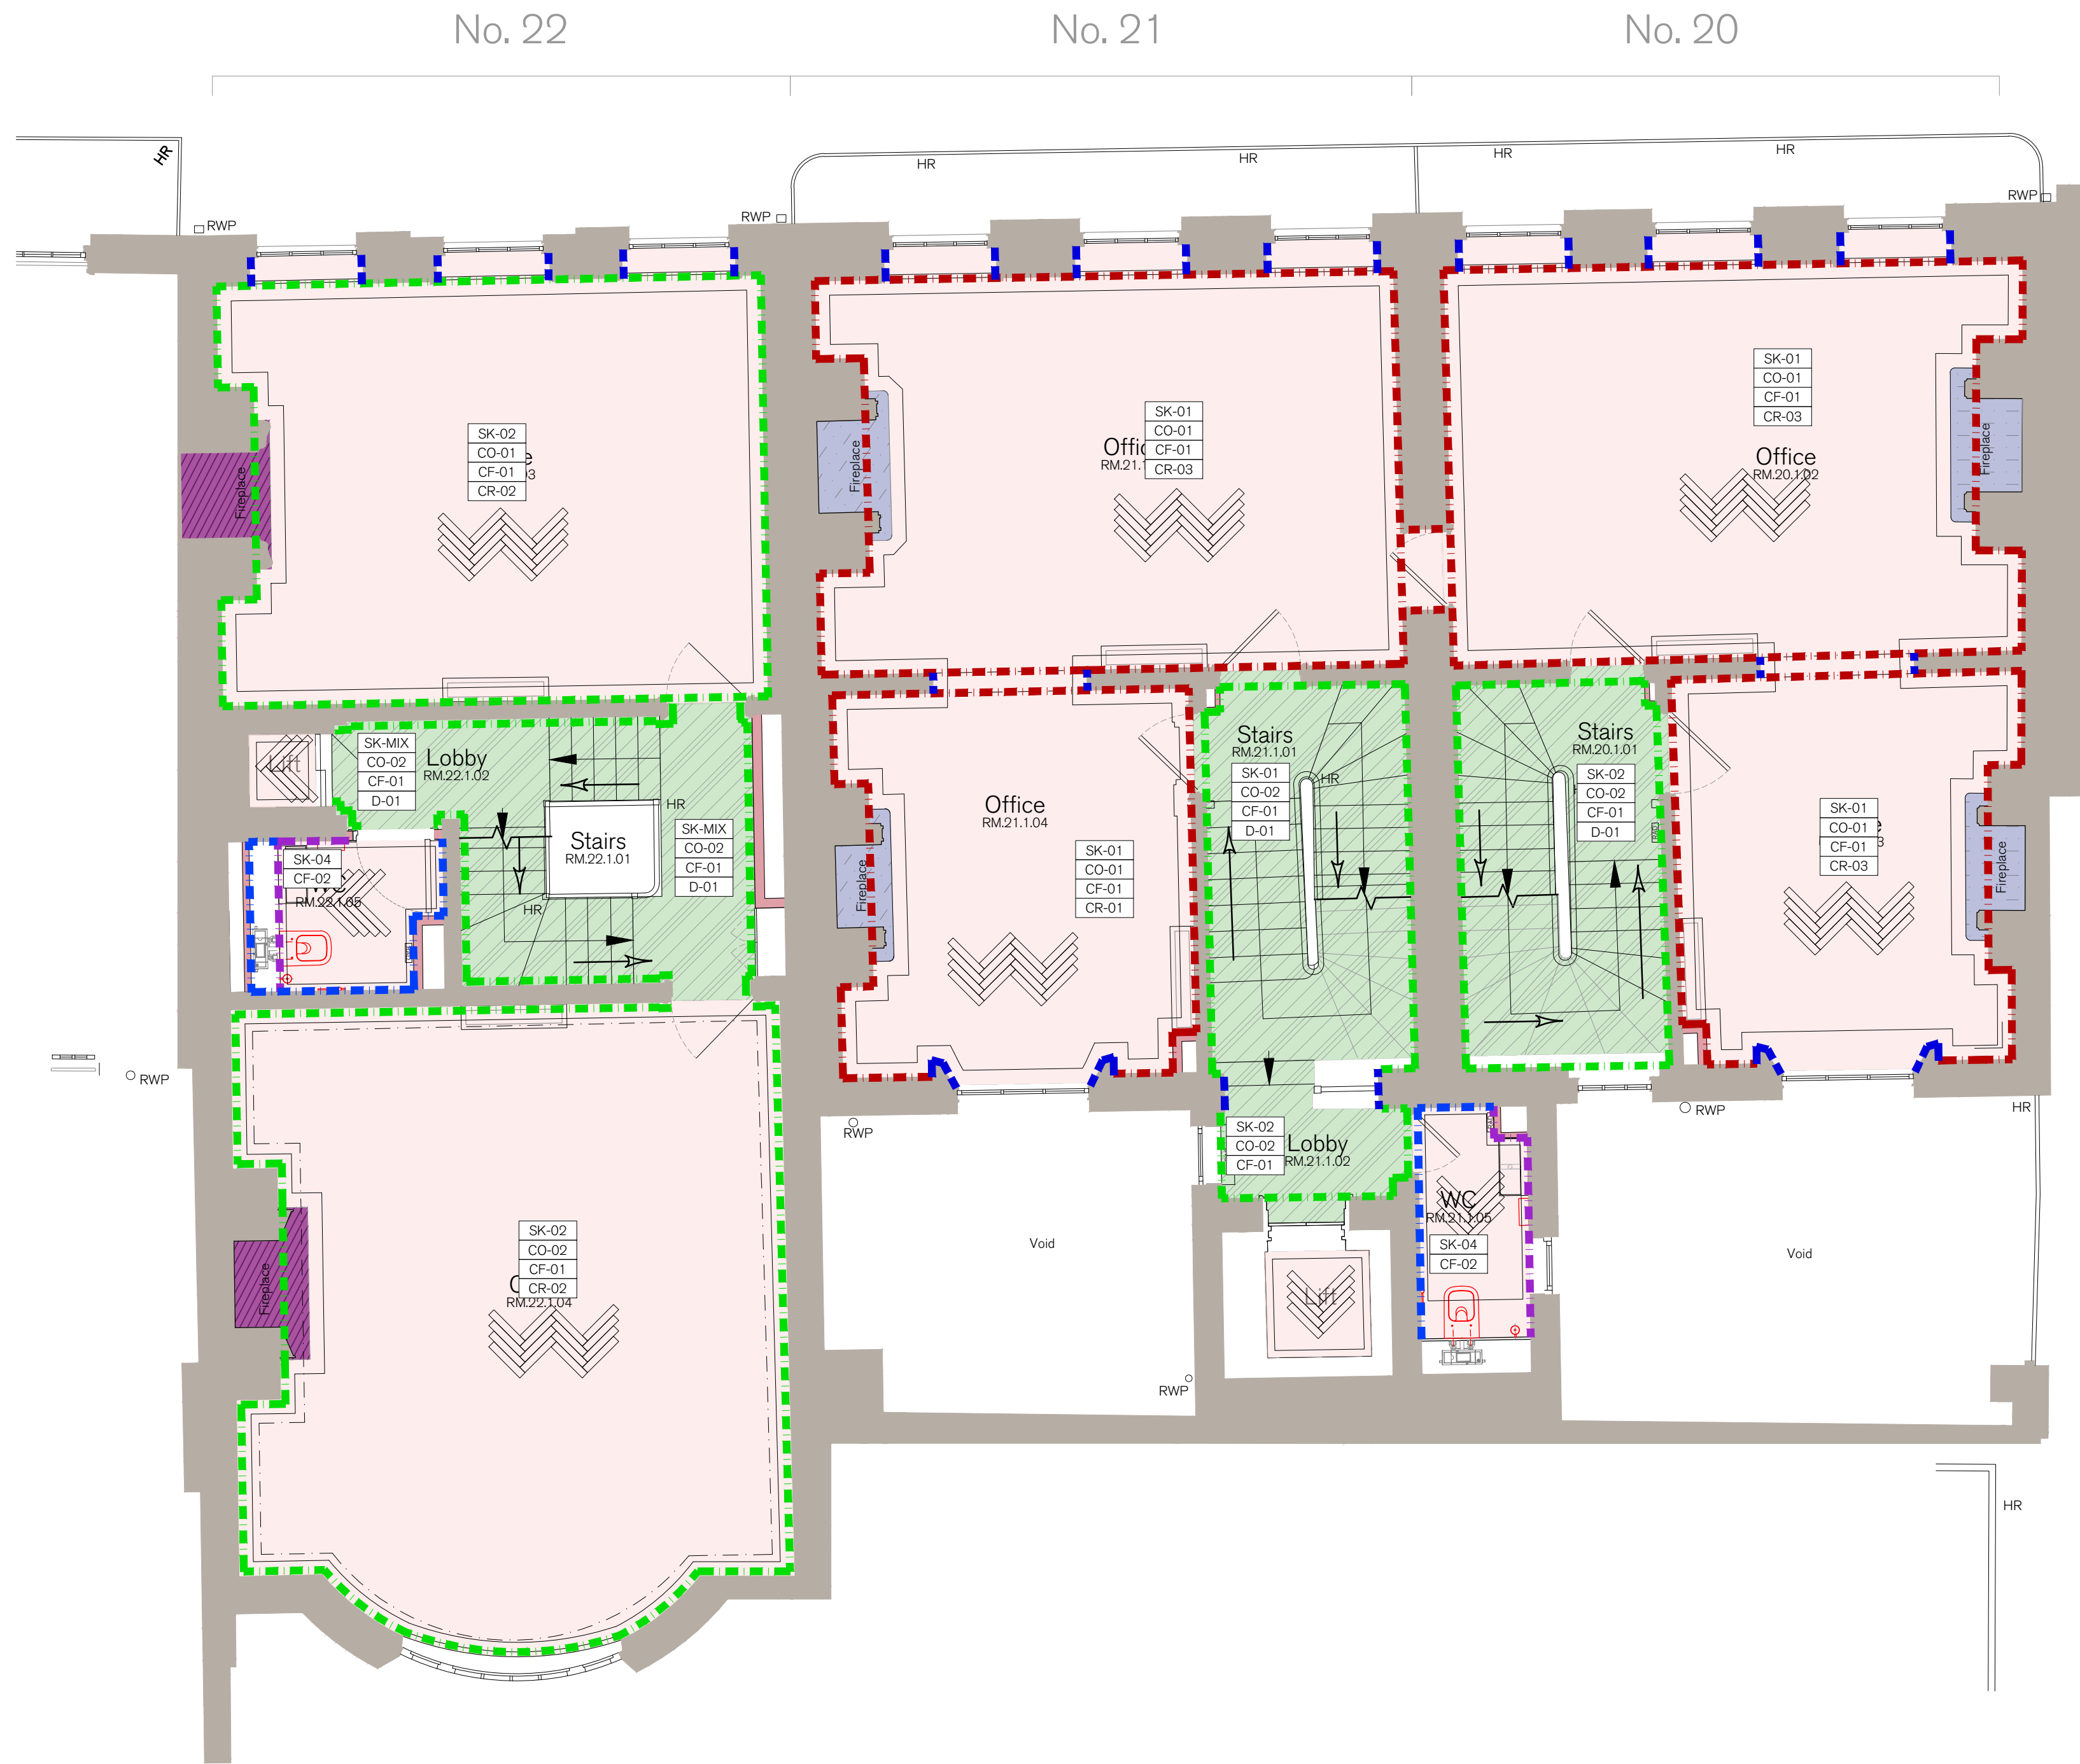 No. 22
No. 21
No. 20
HR
HR
HR
HR
HR
RWP
RWP
RWP
SK-02
CO-01
CF-01
CR-02
Fireplace
SK-01
CO-01
CF-01
CR-03
Fireplace
SK-01
CO-01
CF-01
CR-03
Office
RM.20.1.02
Fireplace
Lift
SK-MIX
CO-02
CF-01
D-01
Lobby
RM.22.1.02
HR
Stairs
RM.22.1.01
HR
SK-MIX
CO-02
CF-01
D-01
SK-04
CF-02
WC
RM.22.1.05
Office
RM.21.1.04
SK-01
CO-01
CF-01
CR-01
Fireplace
Stairs
RM.21.1.01
HR
SK-01
CO-02
CF-01
D-01
Stairs
RM.20.1.01
SK-02
CO-02
CF-01
D-01
SK-01
CO-01
CF-01
CR-03
Fireplace
RWP
RWP
RWP
HR
SK-02
CO-02
CF-01
Lobby
RM.21.1.02
WC
RM.21.1.05
SK-04
CF-02
Void
Void
Lift
RWP
SK-02
CO-02
CF-01
CR-02
RM.22.1.04
Fireplace
HR